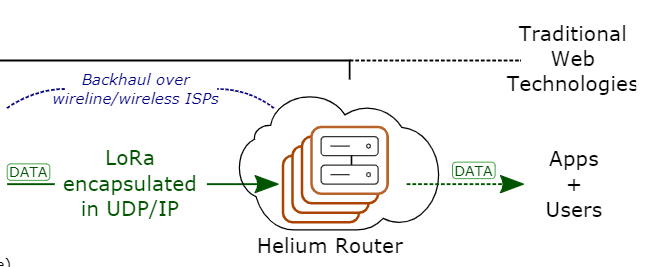 Traditional
Web
Technologies
Backhaul over
wireline/wireless ISPs
DATA
LoRa
encapsulated
in UDP/IP
DATA
Apps
+
Users
Helium Router
e)